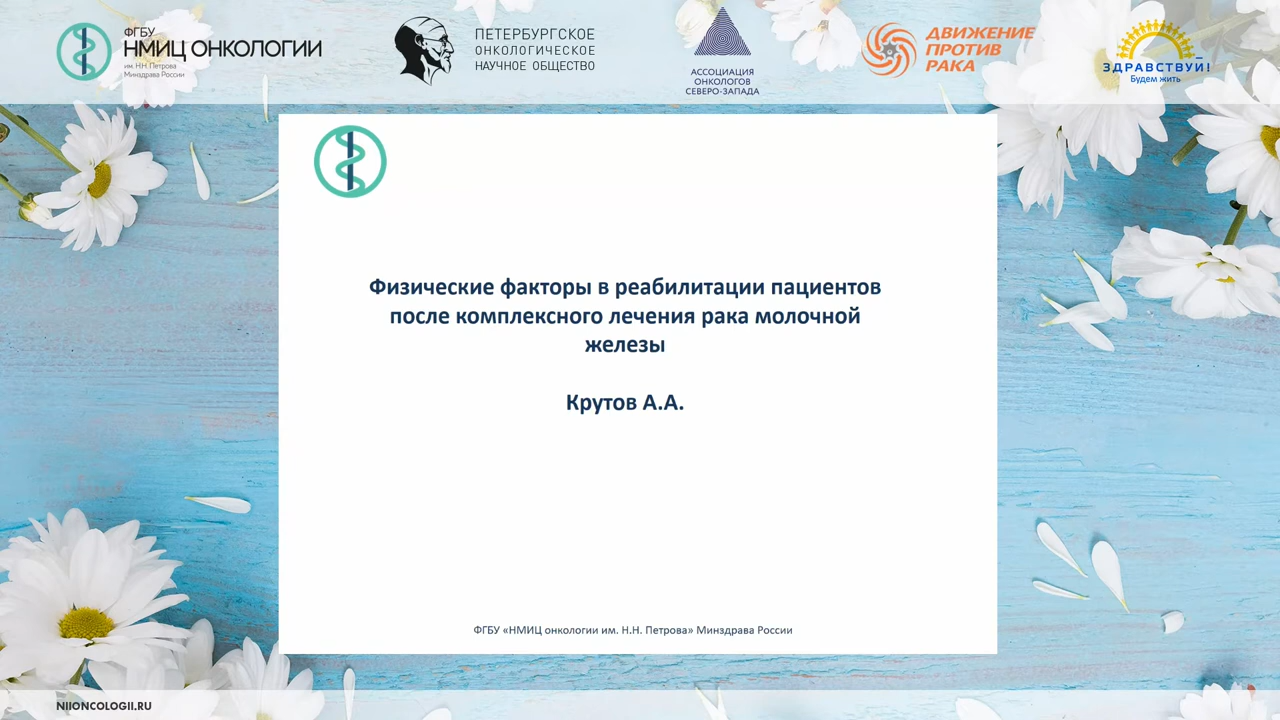 ФГБУ
НМИЦ ОНКОЛОГИИ
им. Н.Н. Петрова
Минздрава России
ПЕТЕРБУРГСКОЕ
ОНКОЛОГИЧЕСКОЕ
НАУЧНОЕ ОБЩЕСТВО
АССОЦИАЦИЯ
ОНКОЛОГОВ
СЕВЕРО-ЗАПАДА
ДВИЖЕНИЕ
ПРОТИВ
РАКА
ЗДРАВСТВУЙ!
Будем жить
Физические факторы в реабилитации пациентов
после комплексного лечения рака молочной
железы
Крутов А.А.
ФГБУ «НМИЦ онкологии им. Н.Н. Петрова» Минздрава России
NIIONCOLOGII.RU